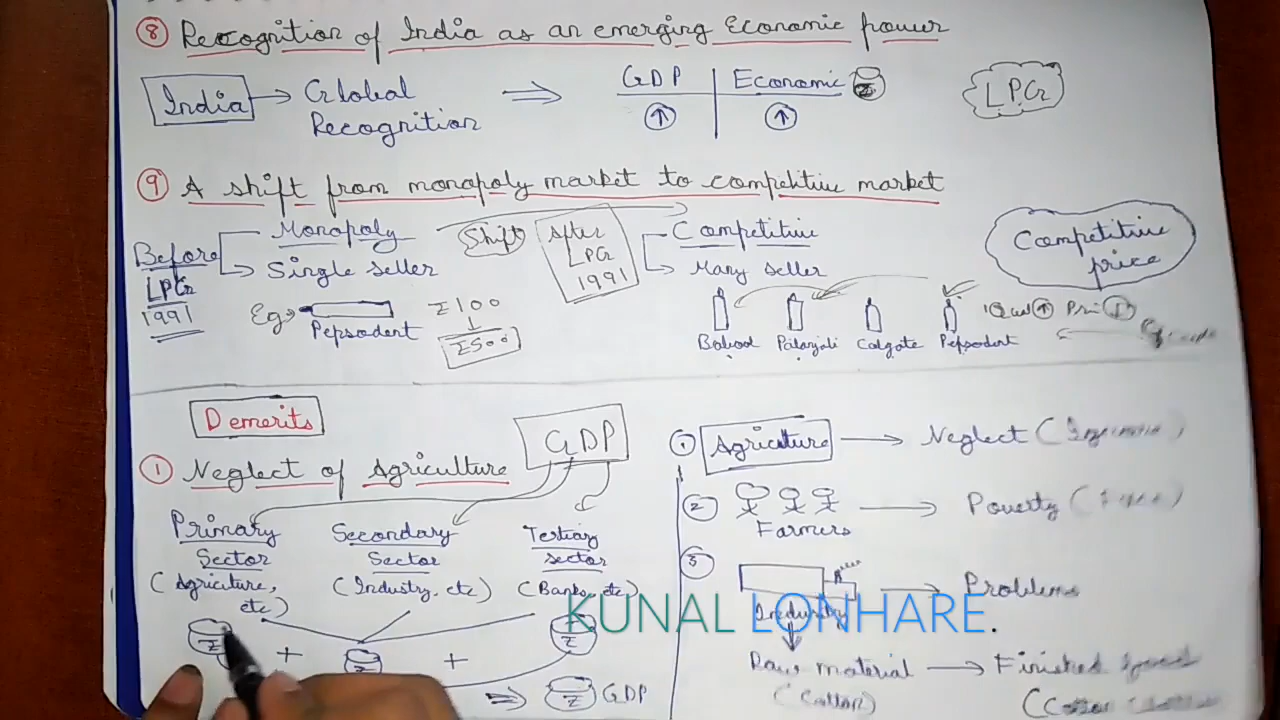 ⑧ Recognition of India as an emerging Economic power
India → Global Recognition ⇒ GDP ↑ | Economic ↑
LPG
⑨ A shift from monopoly market to competitive market
Before LPG 1991
Monopoly
Single seller
Eg → Pepsodent
₹100
↓
₹500
Shift
After LPG 1991
Competitive
Many seller
Babool Patanjali Colgate Pepsodent
Competitive price
Demerits
GDP
① Neglect of Agriculture
Primary Sector
(Agricture, etc)
Secondary Sector
(Industry, etc)
Tertiary sector
(Banks, etc)
+ + ⇒ GDP
① Agriculture → Neglect
② Farmers → Poverty
③ Industry → Problems
Raw material → Finished
(Cotton) (Cotton
KUNAL LONHARE.